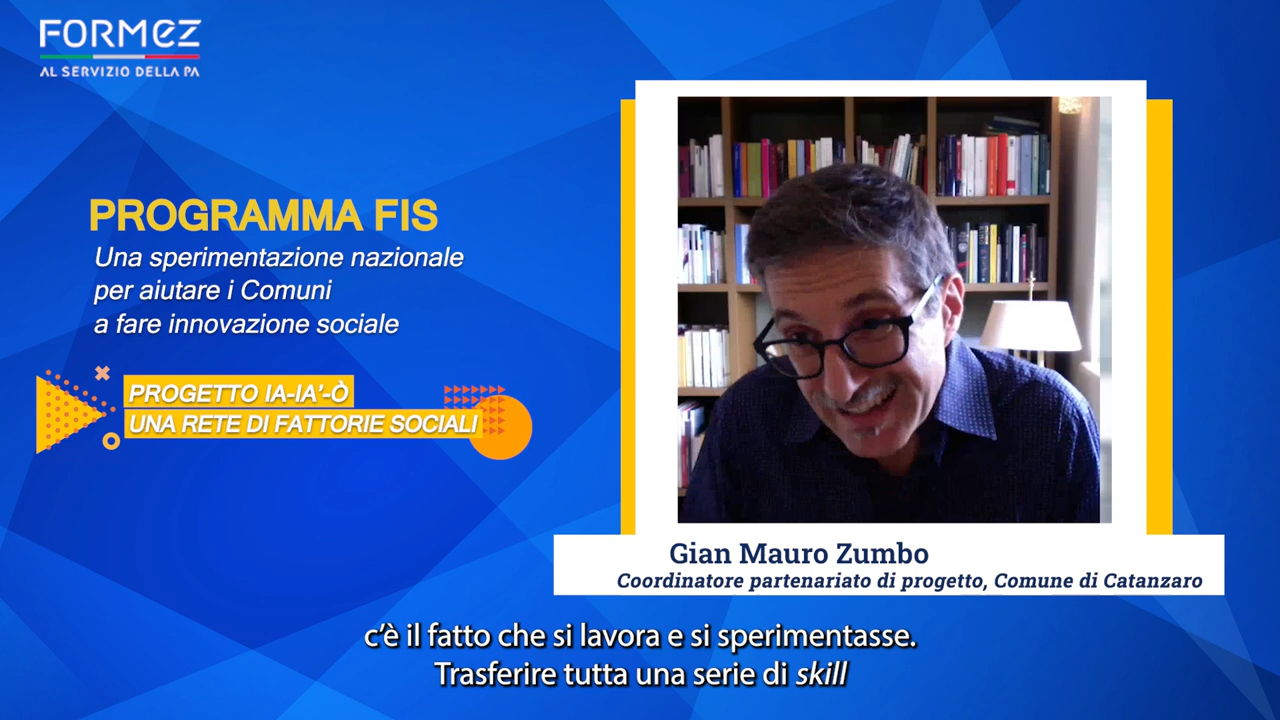 FORMEZ
AL SERVIZIO DELLA PA
PROGRAMMA FIS
Una sperimentazione nazionale
per aiutare i Comuni
a fare innovazione sociale
PROGETTO IA-IA'-Ò
UNA RETE DI FATTORIE SOCIALI
Gian Mauro Zumbo
Coordinatore partenariato di progetto, Comune di Catanzaro
c'è il fatto che si lavora e si sperimentasse.
Trasferire tutta una serie di skill